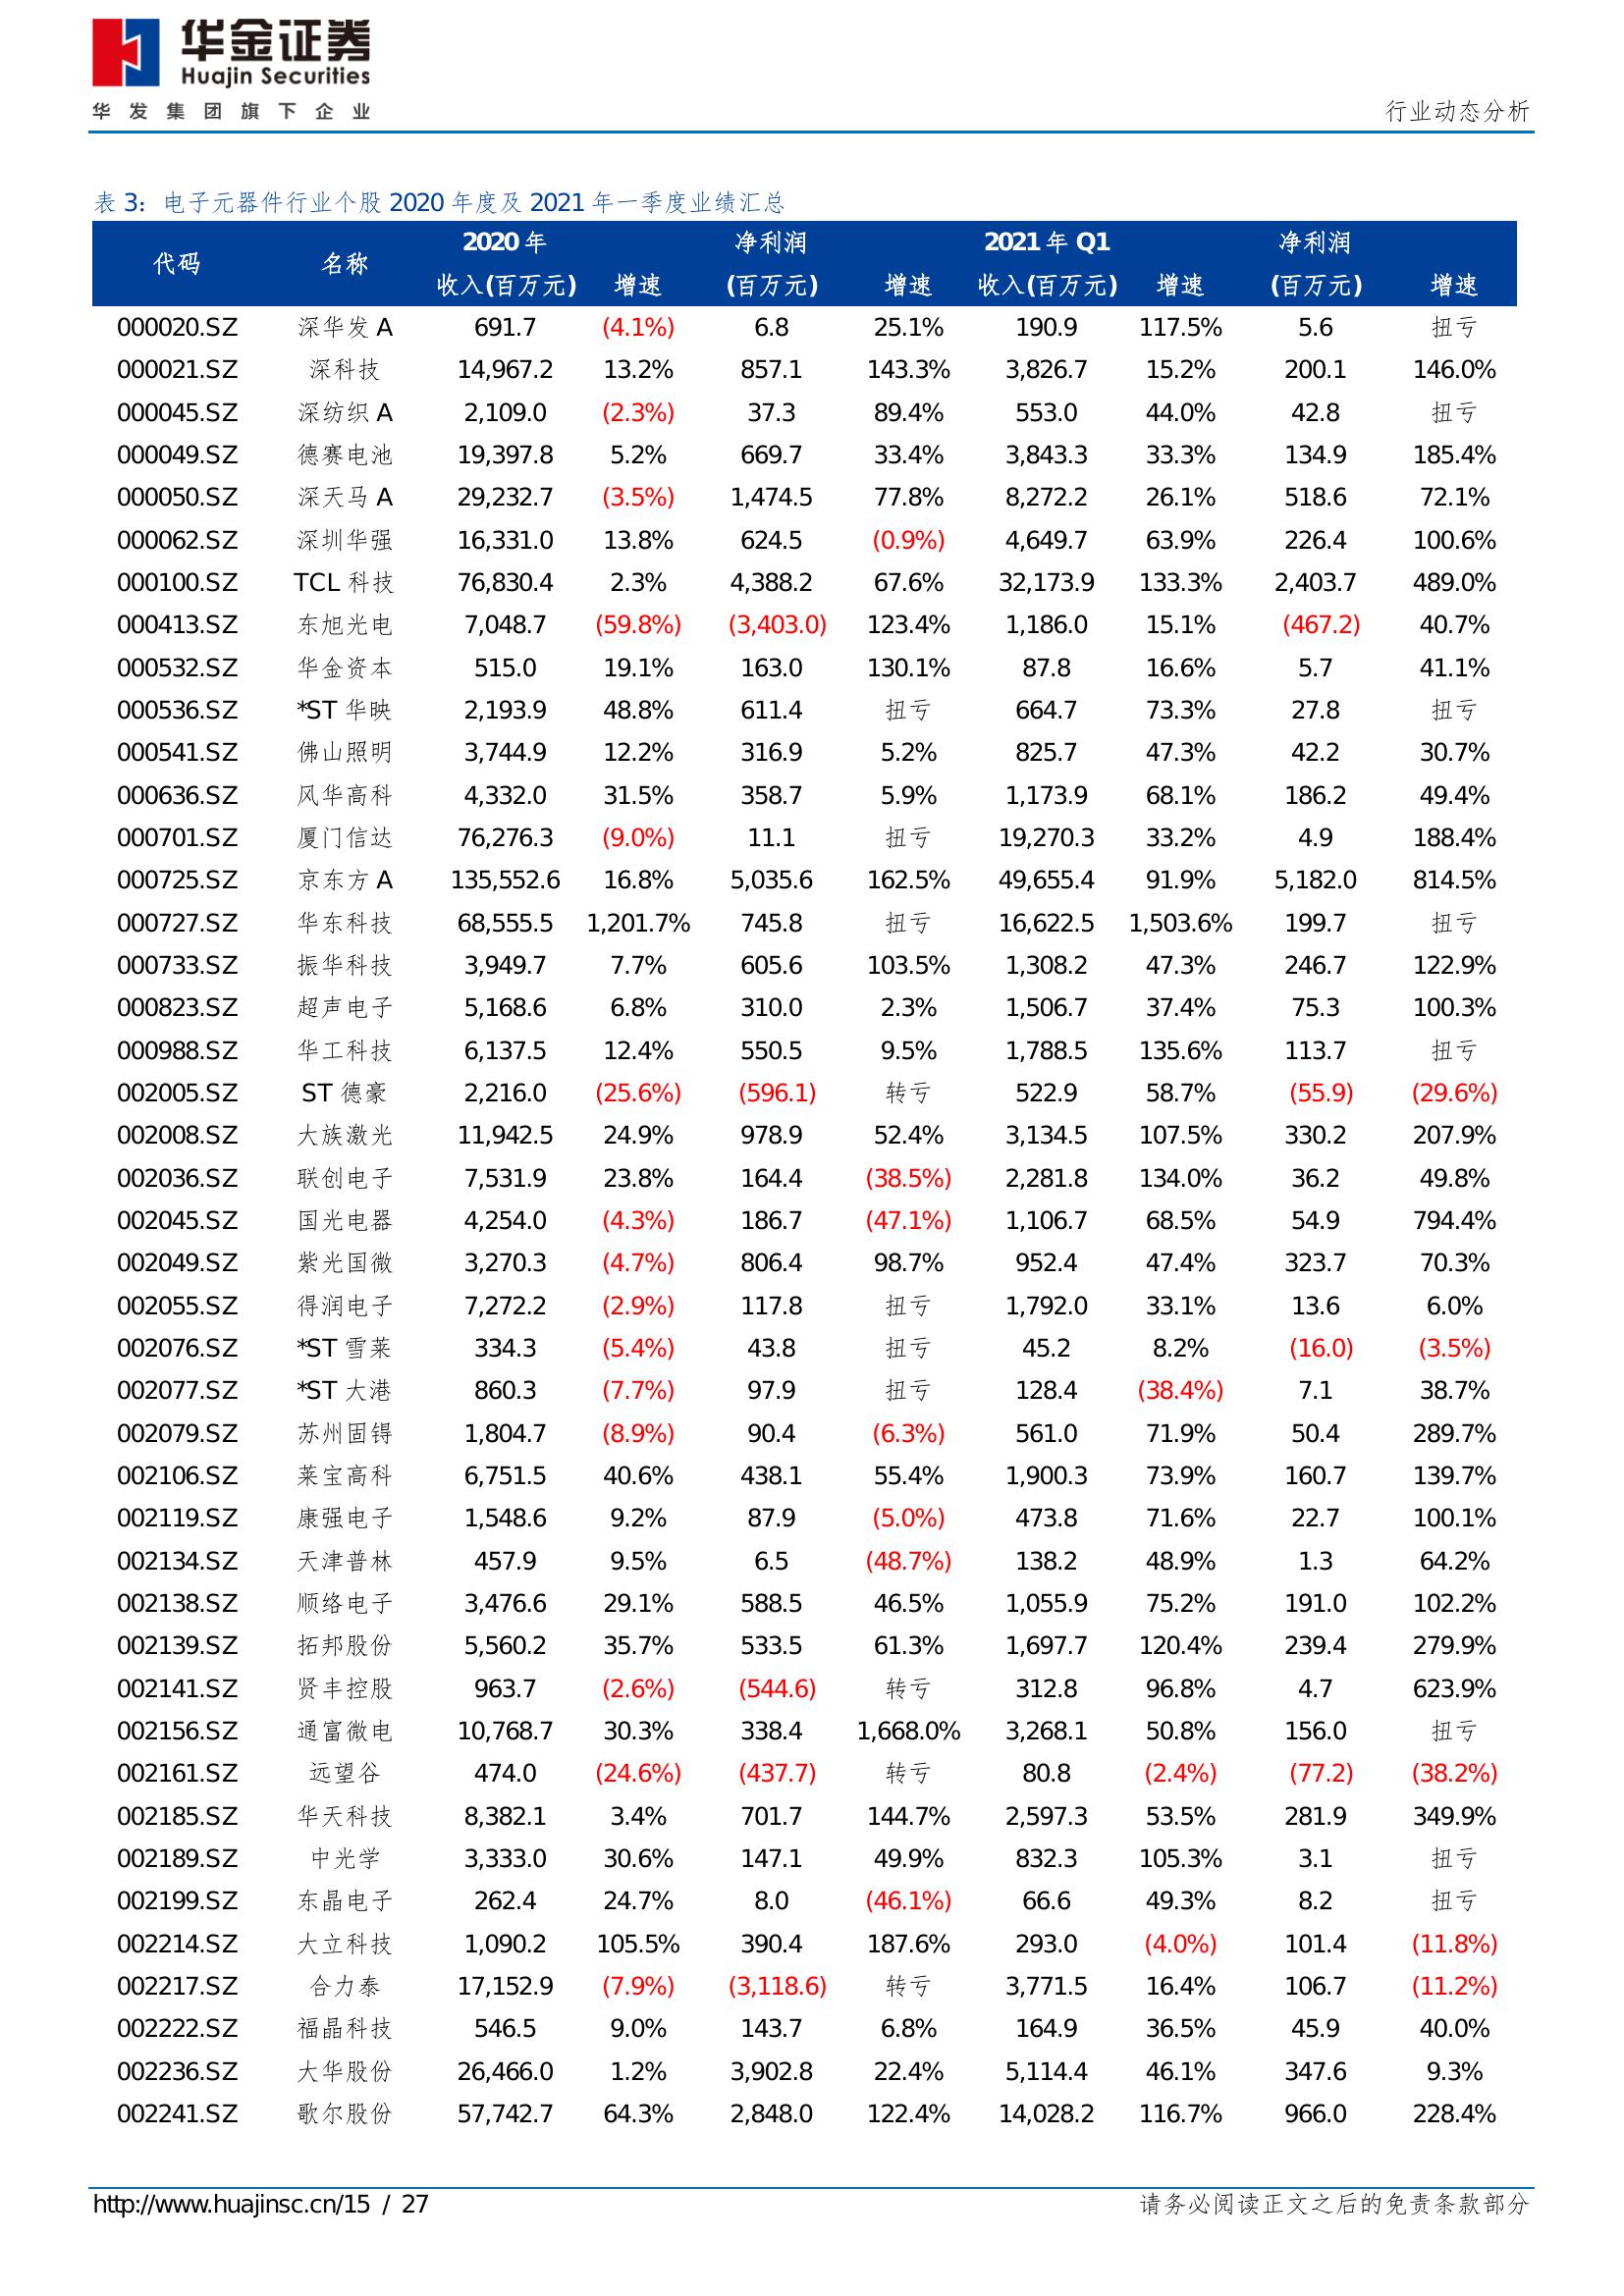 华金证券
Huajin Securities
华发集团旗下企业
行业动态分析
表 3：电子元器件行业个股 2020 年度及 2021 年一季度业绩汇总
代码 名称 2020 年 收入(百万元) 增速 净利润 (百万元) 增速 2021 年 Q1 收入(百万元) 增速 净利润 (百万元) 增速
000020.SZ 深华发 A 691.7 (4.1%) 6.8 25.1% 190.9 117.5% 5.6 扭亏
000021.SZ 深科技 14,967.2 13.2% 857.1 143.3% 3,826.7 15.2% 200.1 146.0%
000045.SZ 深纺织 A 2,109.0 (2.3%) 37.3 89.4% 553.0 44.0% 42.8 扭亏
000049.SZ 德赛电池 19,397.8 5.2% 669.7 33.4% 3,843.3 33.3% 134.9 185.4%
000050.SZ 深天马 A 29,232.7 (3.5%) 1,474.5 77.8% 8,272.2 26.1% 518.6 72.1%
000062.SZ 深圳华强 16,331.0 13.8% 624.5 (0.9%) 4,649.7 63.9% 226.4 100.6%
000100.SZ TCL 科技 76,830.4 2.3% 4,388.2 67.6% 32,173.9 133.3% 2,403.7 489.0%
000413.SZ 东旭光电 7,048.7 (59.8%) (3,403.0) 123.4% 1,186.0 15.1% (467.2) 40.7%
000532.SZ 华金资本 515.0 19.1% 163.0 130.1% 87.8 16.6% 5.7 41.1%
000536.SZ *ST 华映 2,193.9 48.8% 611.4 扭亏 664.7 73.3% 27.8 扭亏
000541.SZ 佛山照明 3,744.9 12.2% 316.9 5.2% 825.7 47.3% 42.2 30.7%
000636.SZ 风华高科 4,332.0 31.5% 358.7 5.9% 1,173.9 68.1% 186.2 49.4%
000701.SZ 厦门信达 76,276.3 (9.0%) 11.1 扭亏 19,270.3 33.2% 4.9 188.4%
000725.SZ 京东方 A 135,552.6 16.8% 5,035.6 162.5% 49,655.4 91.9% 5,182.0 814.5%
000727.SZ 华东科技 68,555.5 1,201.7% 745.8 扭亏 16,622.5 1,503.6% 199.7 扭亏
000733.SZ 振华科技 3,949.7 7.7% 605.6 103.5% 1,308.2 47.3% 246.7 122.9%
000823.SZ 超声电子 5,168.6 6.8% 310.0 2.3% 1,506.7 37.4% 75.3 100.3%
000988.SZ 华工科技 6,137.5 12.4% 550.5 9.5% 1,788.5 135.6% 113.7 扭亏
002005.SZ ST 德豪 2,216.0 (25.6%) (596.1) 转亏 522.9 58.7% (55.9) (29.6%)
002008.SZ 大族激光 11,942.5 24.9% 978.9 52.4% 3,134.5 107.5% 330.2 207.9%
002036.SZ 联创电子 7,531.9 23.8% 164.4 (38.5%) 2,281.8 134.0% 36.2 49.8%
002045.SZ 国光电器 4,254.0 (4.3%) 186.7 (47.1%) 1,106.7 68.5% 54.9 794.4%
002049.SZ 紫光国微 3,270.3 (4.7%) 806.4 98.7% 952.4 47.4% 323.7 70.3%
002055.SZ 得润电子 7,272.2 (2.9%) 117.8 扭亏 1,792.0 33.1% 13.6 6.0%
002076.SZ *ST 雪莱 334.3 (5.4%) 43.8 扭亏 45.2 8.2% (16.0) (3.5%)
002077.SZ *ST 大港 860.3 (7.7%) 97.9 扭亏 128.4 (38.4%) 7.1 38.7%
002079.SZ 苏州固锝 1,804.7 (8.9%) 90.4 (6.3%) 561.0 71.9% 50.4 289.7%
002106.SZ 莱宝高科 6,751.5 40.6% 438.1 55.4% 1,900.3 73.9% 160.7 139.7%
002119.SZ 康强电子 1,548.6 9.2% 87.9 (5.0%) 473.8 71.6% 22.7 100.1%
002134.SZ 天津普林 457.9 9.5% 6.5 (48.7%) 138.2 48.9% 1.3 64.2%
002138.SZ 顺络电子 3,476.6 29.1% 588.5 46.5% 1,055.9 75.2% 191.0 102.2%
002139.SZ 拓邦股份 5,560.2 35.7% 533.5 61.3% 1,697.7 120.4% 239.4 279.9%
002141.SZ 贤丰控股 963.7 (2.6%) (544.6) 转亏 312.8 96.8% 4.7 623.9%
002156.SZ 通富微电 10,768.7 30.3% 338.4 1,668.0% 3,268.1 50.8% 156.0 扭亏
002161.SZ 远望谷 474.0 (24.6%) (437.7) 转亏 80.8 (2.4%) (77.2) (38.2%)
002185.SZ 华天科技 8,382.1 3.4% 701.7 144.7% 2,597.3 53.5% 281.9 349.9%
002189.SZ 中光学 3,333.0 30.6% 147.1 49.9% 832.3 105.3% 3.1 扭亏
002199.SZ 东晶电子 262.4 24.7% 8.0 (46.1%) 66.6 49.3% 8.2 扭亏
002214.SZ 大立科技 1,090.2 105.5% 390.4 187.6% 293.0 (4.0%) 101.4 (11.8%)
002217.SZ 合力泰 17,152.9 (7.9%) (3,118.6) 转亏 3,771.5 16.4% 106.7 (11.2%)
002222.SZ 福晶科技 546.5 9.0% 143.7 6.8% 164.9 36.5% 45.9 40.0%
002236.SZ 大华股份 26,466.0 1.2% 3,902.8 22.4% 5,114.4 46.1% 347.6 9.3%
002241.SZ 歌尔股份 57,742.7 64.3% 2,848.0 122.4% 14,028.2 116.7% 966.0 228.4%
http://www.huajinsc.cn/15 / 27
请务必阅读正文之后的免责条款部分